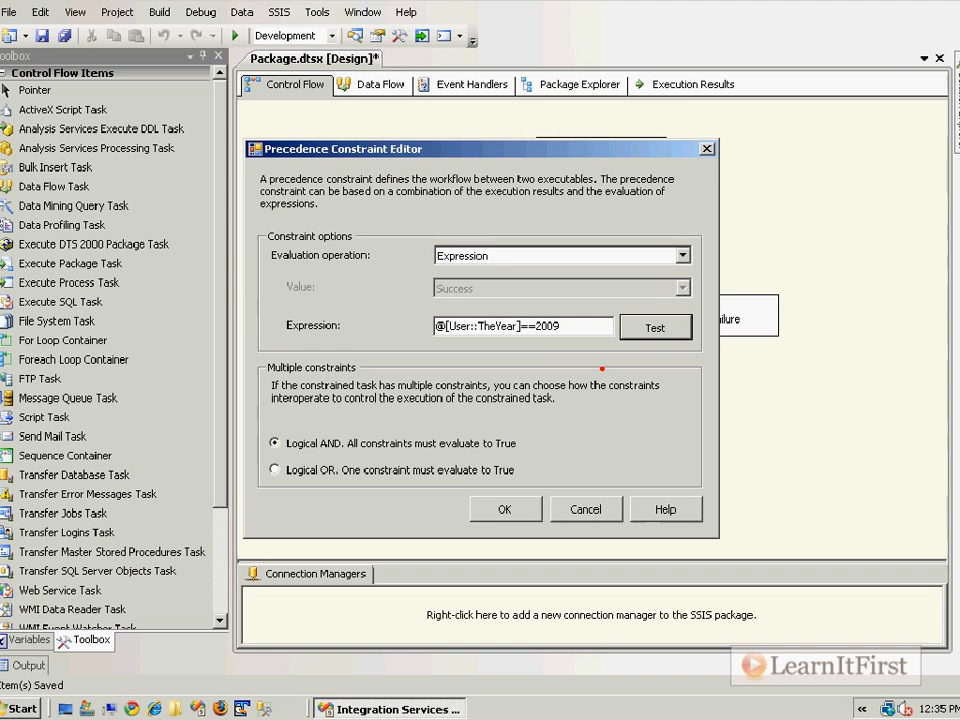 File Edit View Project Build Debug Data SSIS Tools Window Help
Development
oolbox
Package.dtsx [Design]*
Control Flow Items
Control Flow Data Flow Event Handlers Package Explorer Execution Results
Pointer
ActiveX Script Task
Analysis Services Execute DDL Task
Analysis Services Processing Task
Bulk Insert Task
Data Flow Task
Data Mining Query Task
Data Profiling Task
Execute DTS 2000 Package Task
Execute Package Task
Execute Process Task
Execute SQL Task
File System Task
For Loop Container
Foreach Loop Container
FTP Task
Message Queue Task
Script Task
Send Mail Task
Sequence Container
Transfer Database Task
Transfer Error Messages Task
Transfer Jobs Task
Transfer Logins Task
Transfer Master Stored Procedures Task
Transfer SQL Server Objects Task
Web Service Task
WMI Data Reader Task
WMI Event Watcher Task
Variables Toolbox
Output
Item(s) Saved
Precedence Constraint Editor
A precedence constraint defines the workflow between two executables. The precedence
constraint can be based on a combination of the execution results and the evaluation of
expressions.
Constraint options
Evaluation operation: Expression
Value: Success
Expression: @[User::TheYear]==2009 Test
ilure
Multiple constraints
If the constrained task has multiple constraints, you can choose how the constraints
interoperate to control the execution of the constrained task.
Logical AND. All constraints must evaluate to True
Logical OR. One constraint must evaluate to True
OK Cancel Help
Connection Managers
Right-click here to add a new connection manager to the SSIS package.
LearnItFirst
Start Integration Services ... 12:35 PM